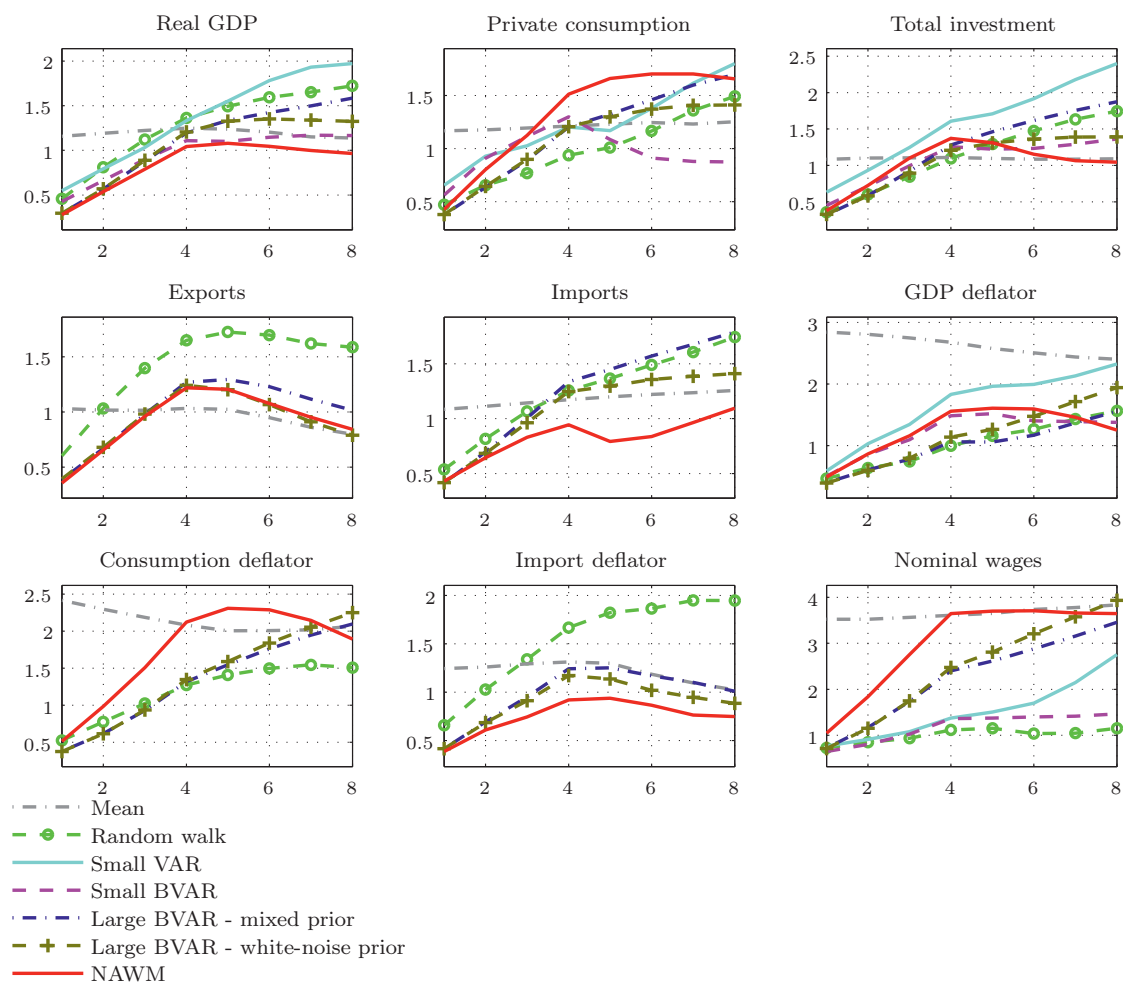 Real GDP
Private consumption
Total investment
2
1.5
1
0.5
2 4 6 8
1.5
1
0.5
2 4 6 8
2.5
2
1.5
1
0.5
2 4 6 8
Exports
Imports
GDP deflator
1.5
1
0.5
2 4 6 8
1.5
1
0.5
2 4 6 8
3
2
1
2 4 6 8
Consumption deflator
Import deflator
Nominal wages
2.5
2
1.5
1
0.5
2 4 6 8
2
1.5
1
0.5
2 4 6 8
4
3
2
1
2 4 6 8
Mean
Random walk
Small VAR
Small BVAR
Large BVAR - mixed prior
Large BVAR - white-noise prior
NAWM